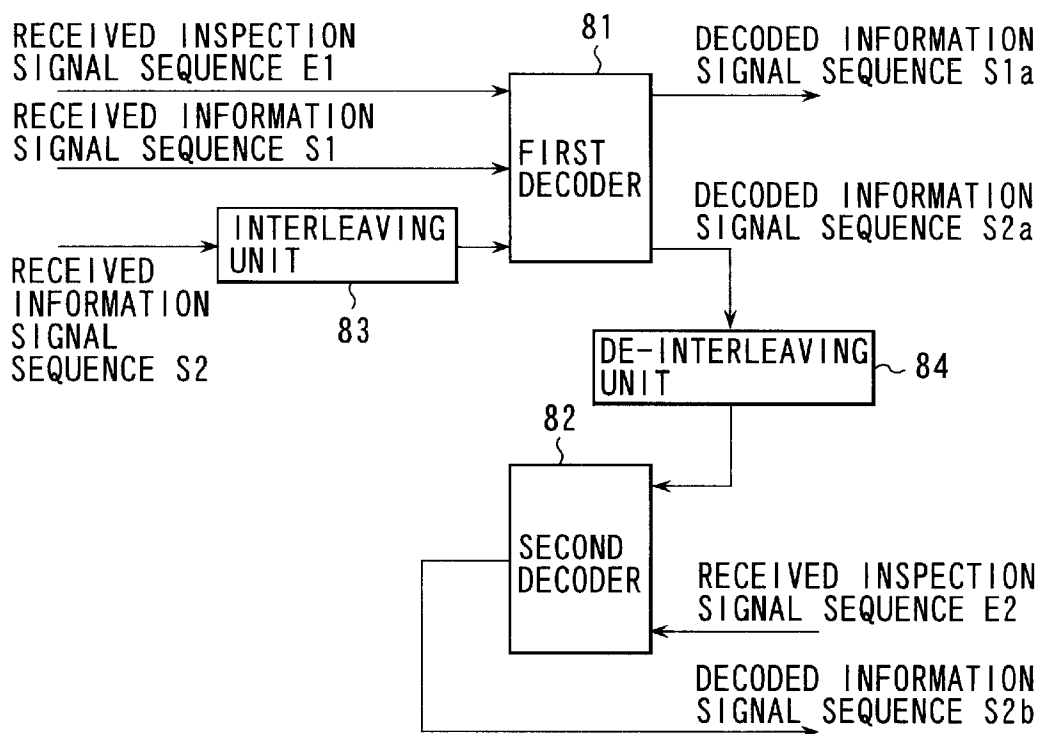 RECEIVED INSPECTION
SIGNAL SEQUENCE E1
RECEIVED INFORMATION
SIGNAL SEQUENCE S1
81
FIRST
DECODER
DECODED INFORMATION
SIGNAL SEQUENCE S1a
DECODED INFORMATION
SIGNAL SEQUENCE S2a
INTERLEAVING
UNIT
83
RECEIVED
INFORMATION
SIGNAL
SEQUENCE S2
DE-INTERLEAVING
UNIT
84
82
SECOND
DECODER
RECEIVED INSPECTION
SIGNAL SEQUENCE E2
DECODED INFORMATION
SIGNAL SEQUENCE S2b